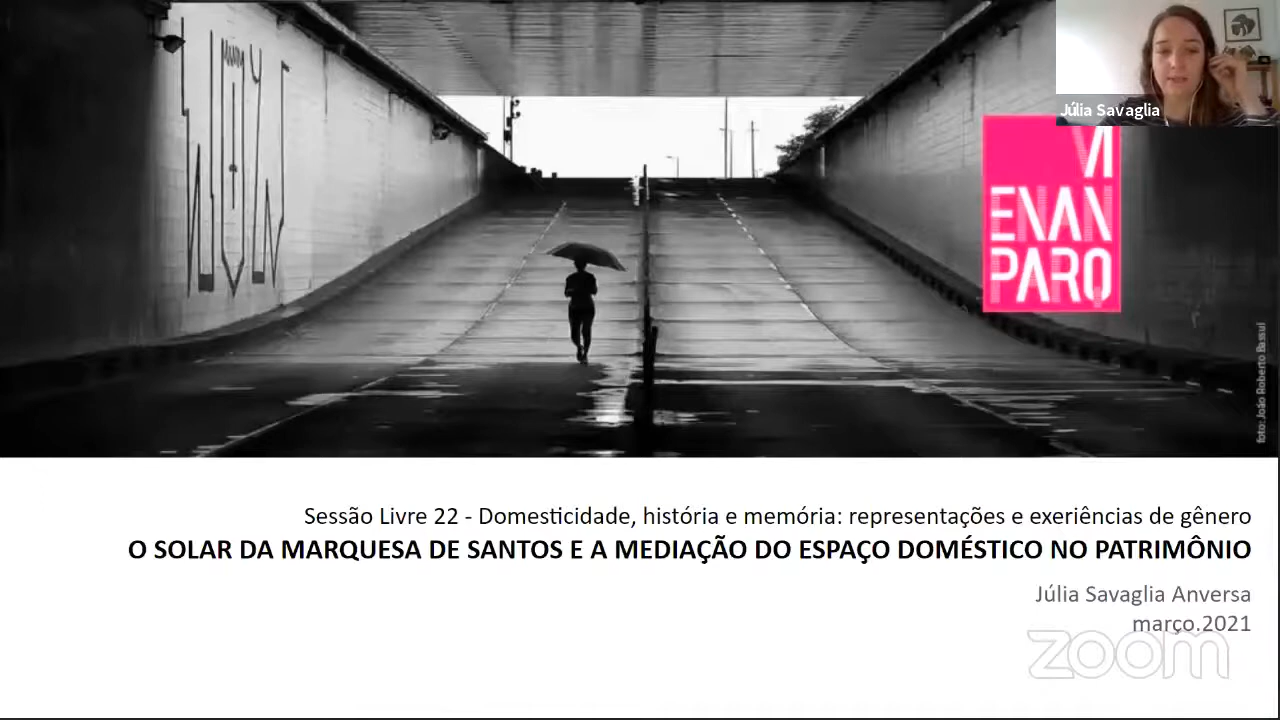 Júlia Savaglia
VI
ENAN
PARQ
foto: João Roberto Bassul
Sessão Livre 22 - Domesticidade, história e memória: representações e exeriências de gênero
O SOLAR DA MARQUESA DE SANTOS E A MEDIAÇÃO DO ESPAÇO DOMÉSTICO NO PATRIMÔNIO
Júlia Savaglia Anversa
março.2021
zoom